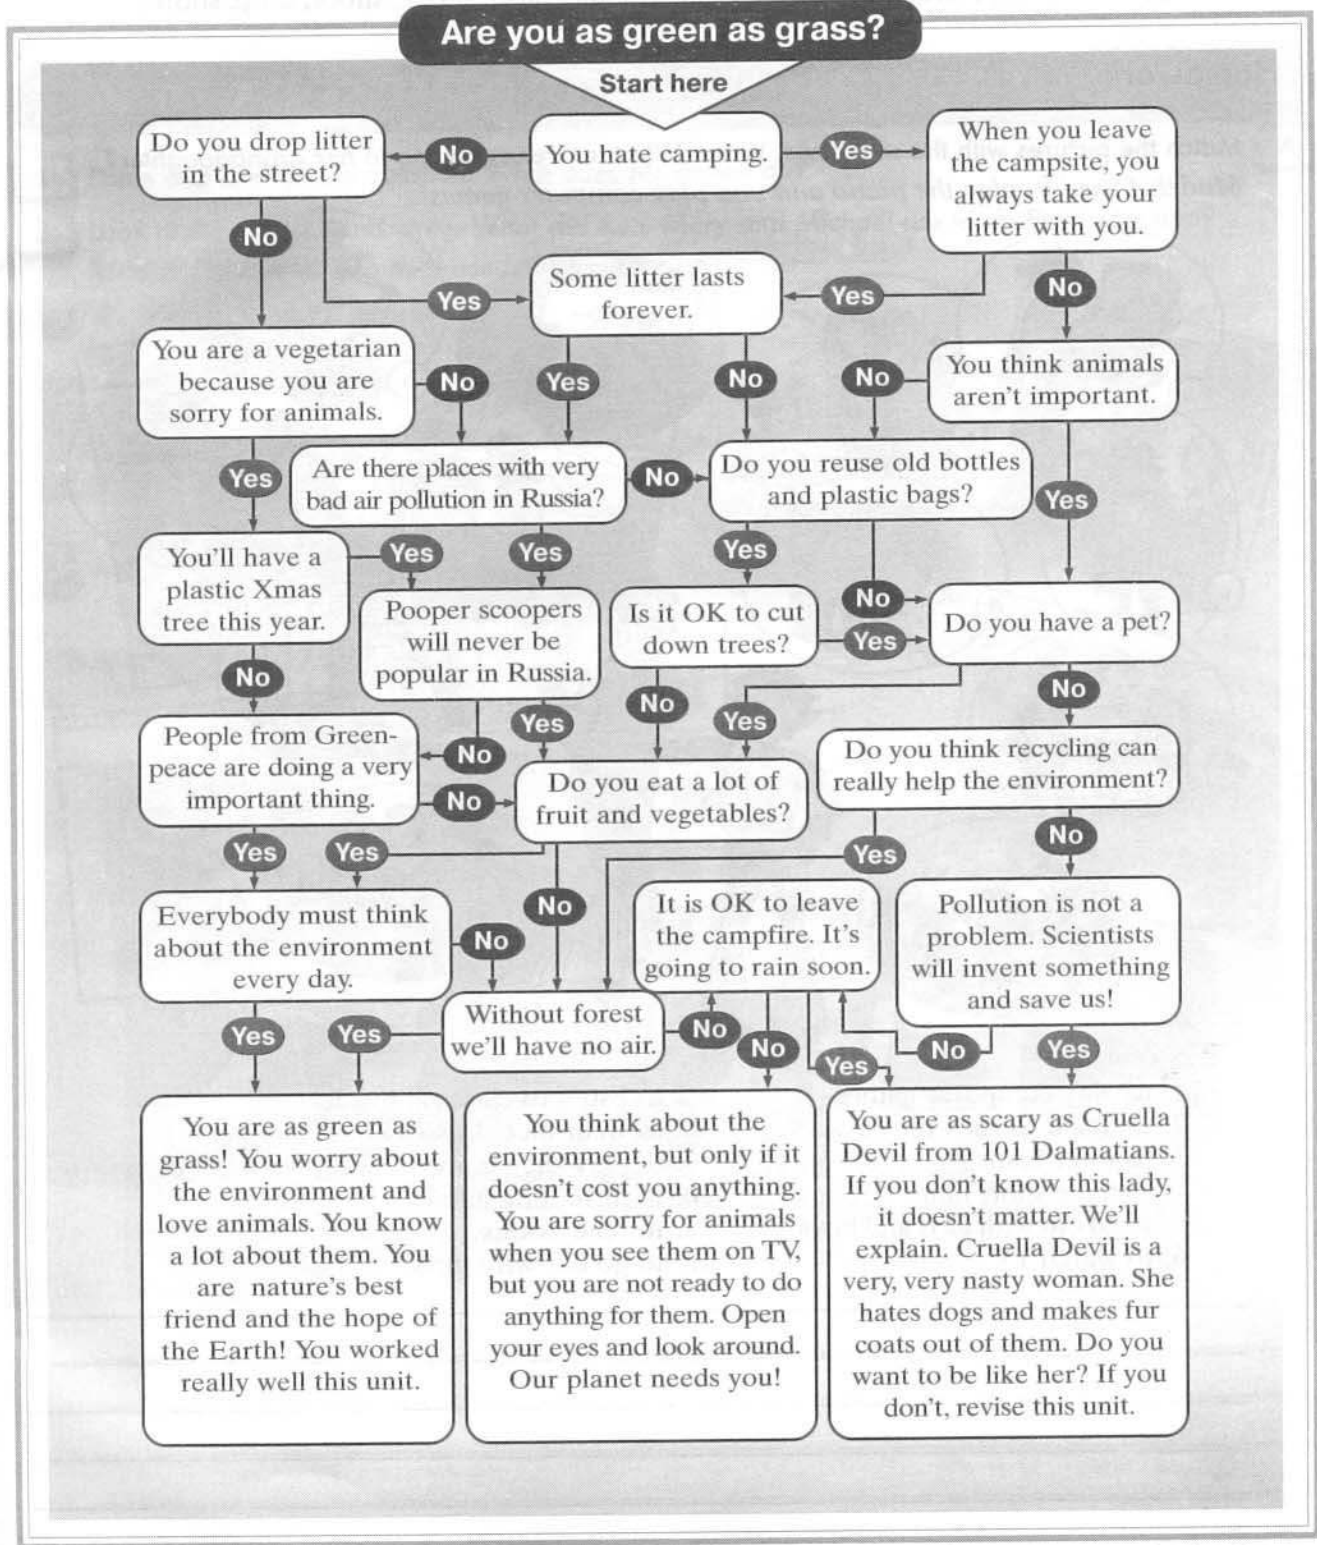 Are you as green as grass?
Start here
Do you drop litter
in the street?
No
You hate camping.
Yes
When you leave
the campsite, you
always take your
litter with you.
No
Yes
Some litter lasts
forever.
Yes
No
You are a vegetarian
because you are
sorry for animals.
No
Yes
No
No
You think animals
aren't important.
Yes
Are there places with very
bad air pollution in Russia?
No
Do you reuse old bottles
and plastic bags?
Yes
You'll have a
plastic Xmas
tree this year.
Yes
Yes
Yes
Pooper scoopers
will never be
popular in Russia.
Is it OK to cut
down trees?
No
Yes
Do you have a pet?
No
No
Yes
No
Yes
No
People from Green-
peace are doing a very
important thing.
No
No
Do you eat a lot of
fruit and vegetables?
Do you think recycling can
really help the environment?
Yes
Yes
Yes
No
Everybody must think
about the environment
every day.
No
No
It is OK to leave
the campfire. It's
going to rain soon.
Pollution is not a
problem. Scientists
will invent something
and save us!
Yes
Yes
Without forest
we'll have no air.
No
No
Yes
No
Yes
You are as green as
grass! You worry about
the environment and
love animals. You know
a lot about them. You
are nature's best
friend and the hope of
the Earth! You worked
really well this unit.
You think about the
environment, but only if it
doesn't cost you anything.
You are sorry for animals
when you see them on TV,
but you are not ready to do
anything for them. Open
your eyes and look around.
Our planet needs you!
You are as scary as Cruella
Devil from 101 Dalmatians.
If you don't know this lady,
it doesn't matter. We'll
explain. Cruella Devil is a
very, very nasty woman. She
hates dogs and makes fur
coats out of them. Do you
want to be like her? If you
don't, revise this unit.